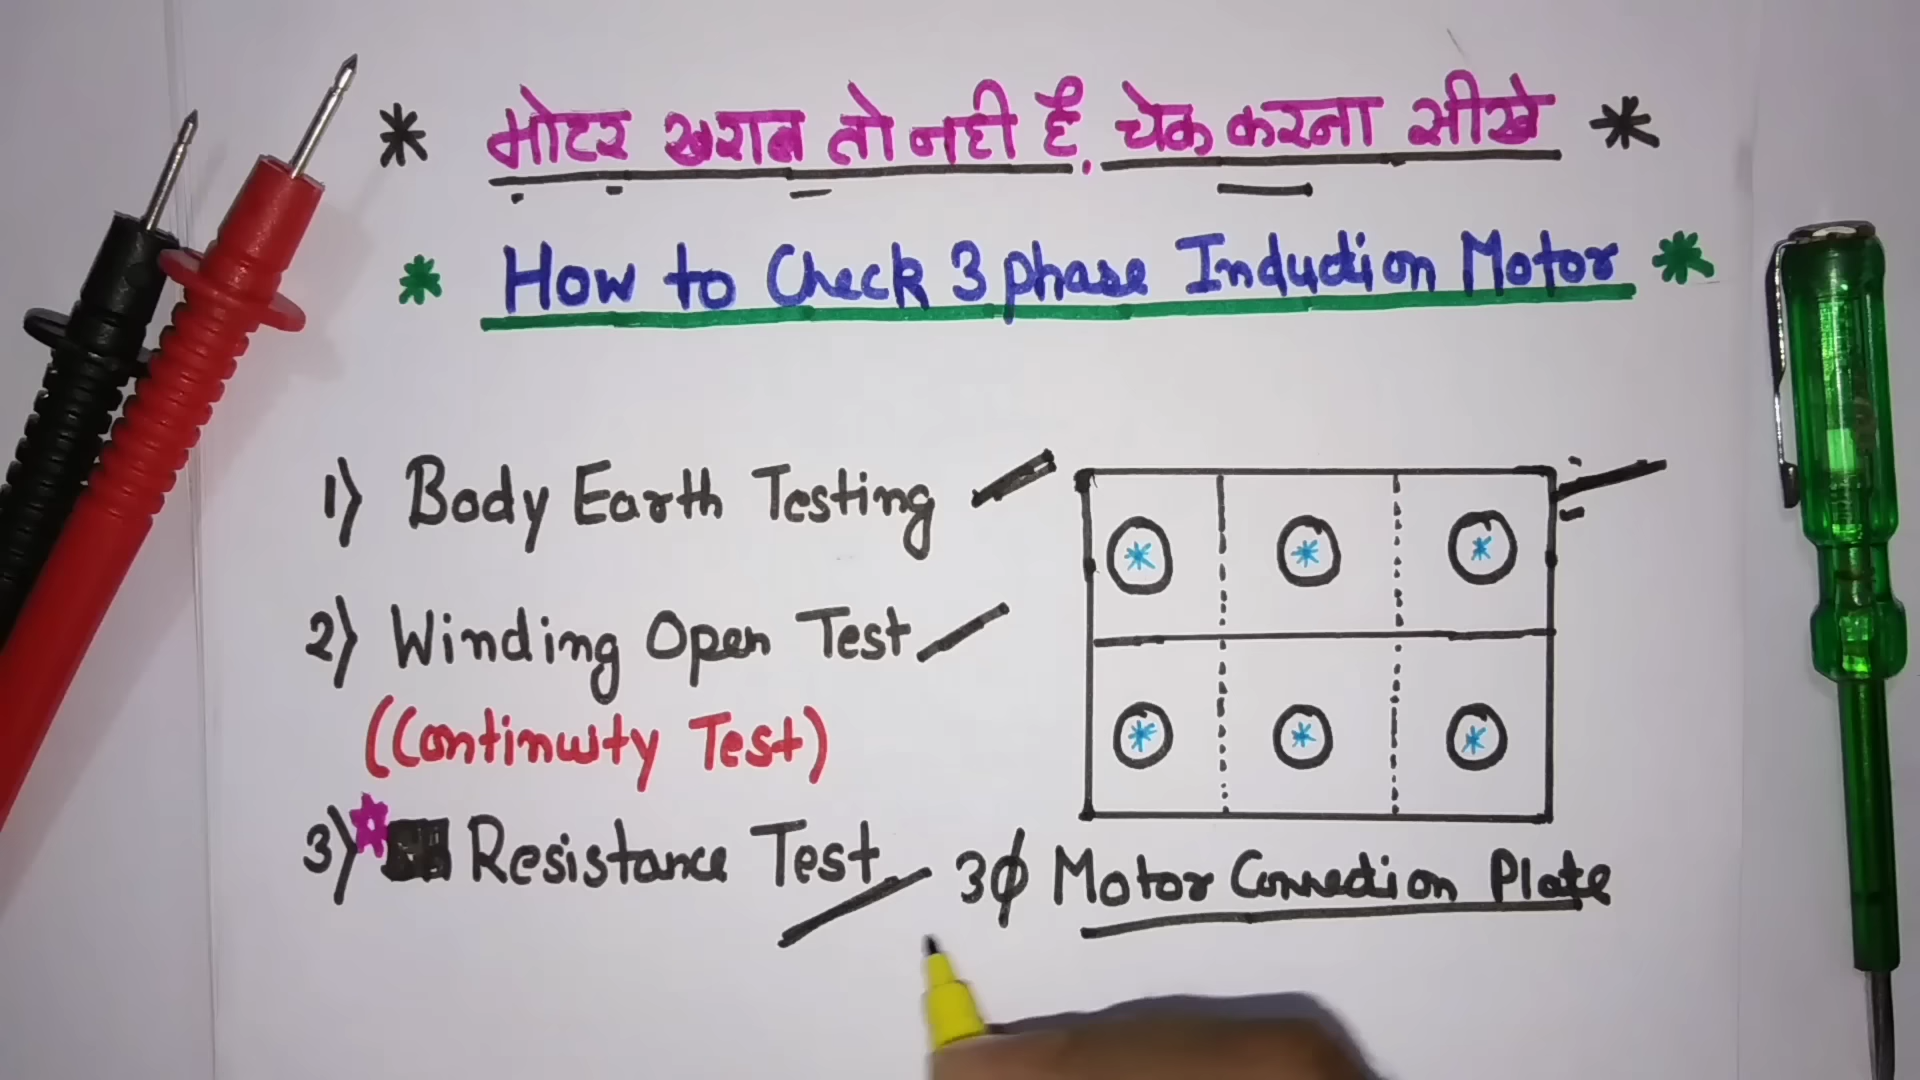 * मोटर खराब तो नही है. चेक करना सीखे *
* How to Check 3 phase Induction Motor *
1) Body Earth Testing
2) Winding Open Test
(Continuity Test)
3) Resistance Test
3φ Motor Connection Plate